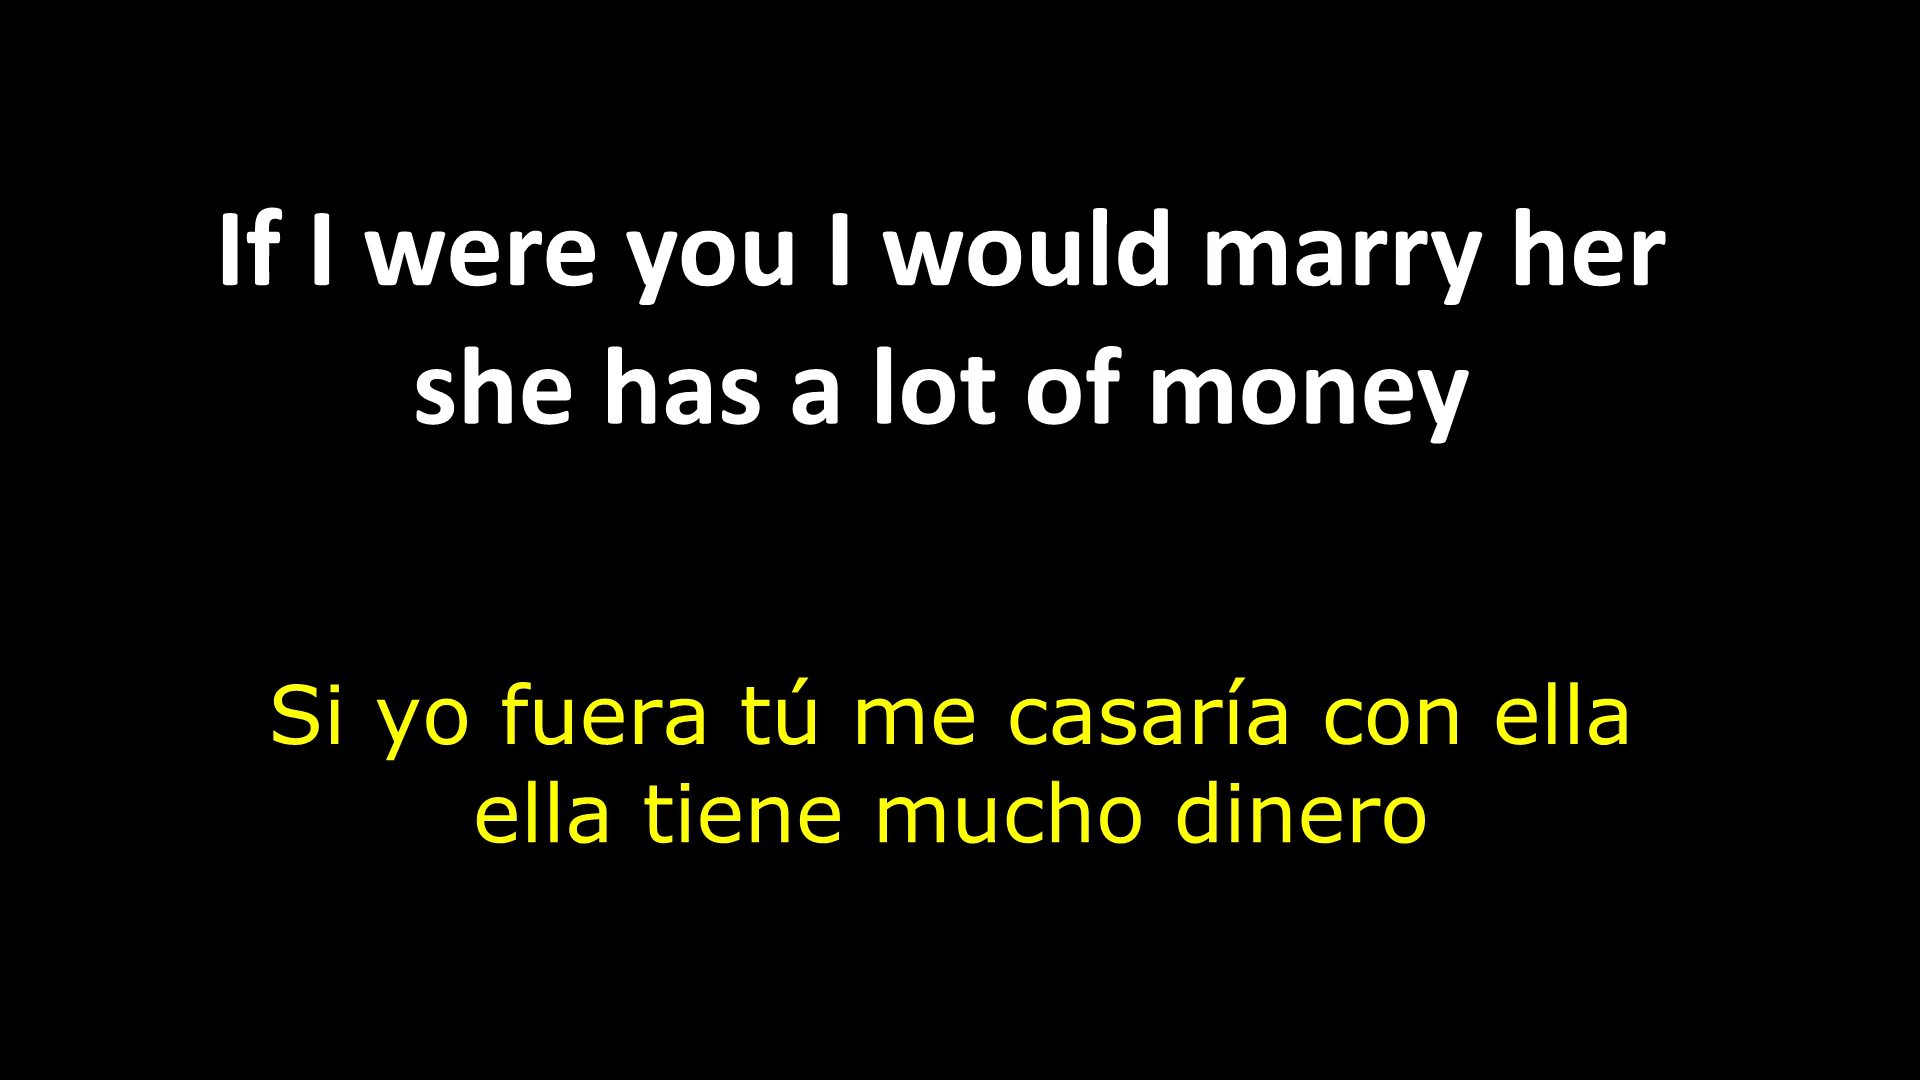 If I were you I would marry her
she has a lot of money
Si yo fuera tú me casaría con ella
ella tiene mucho dinero